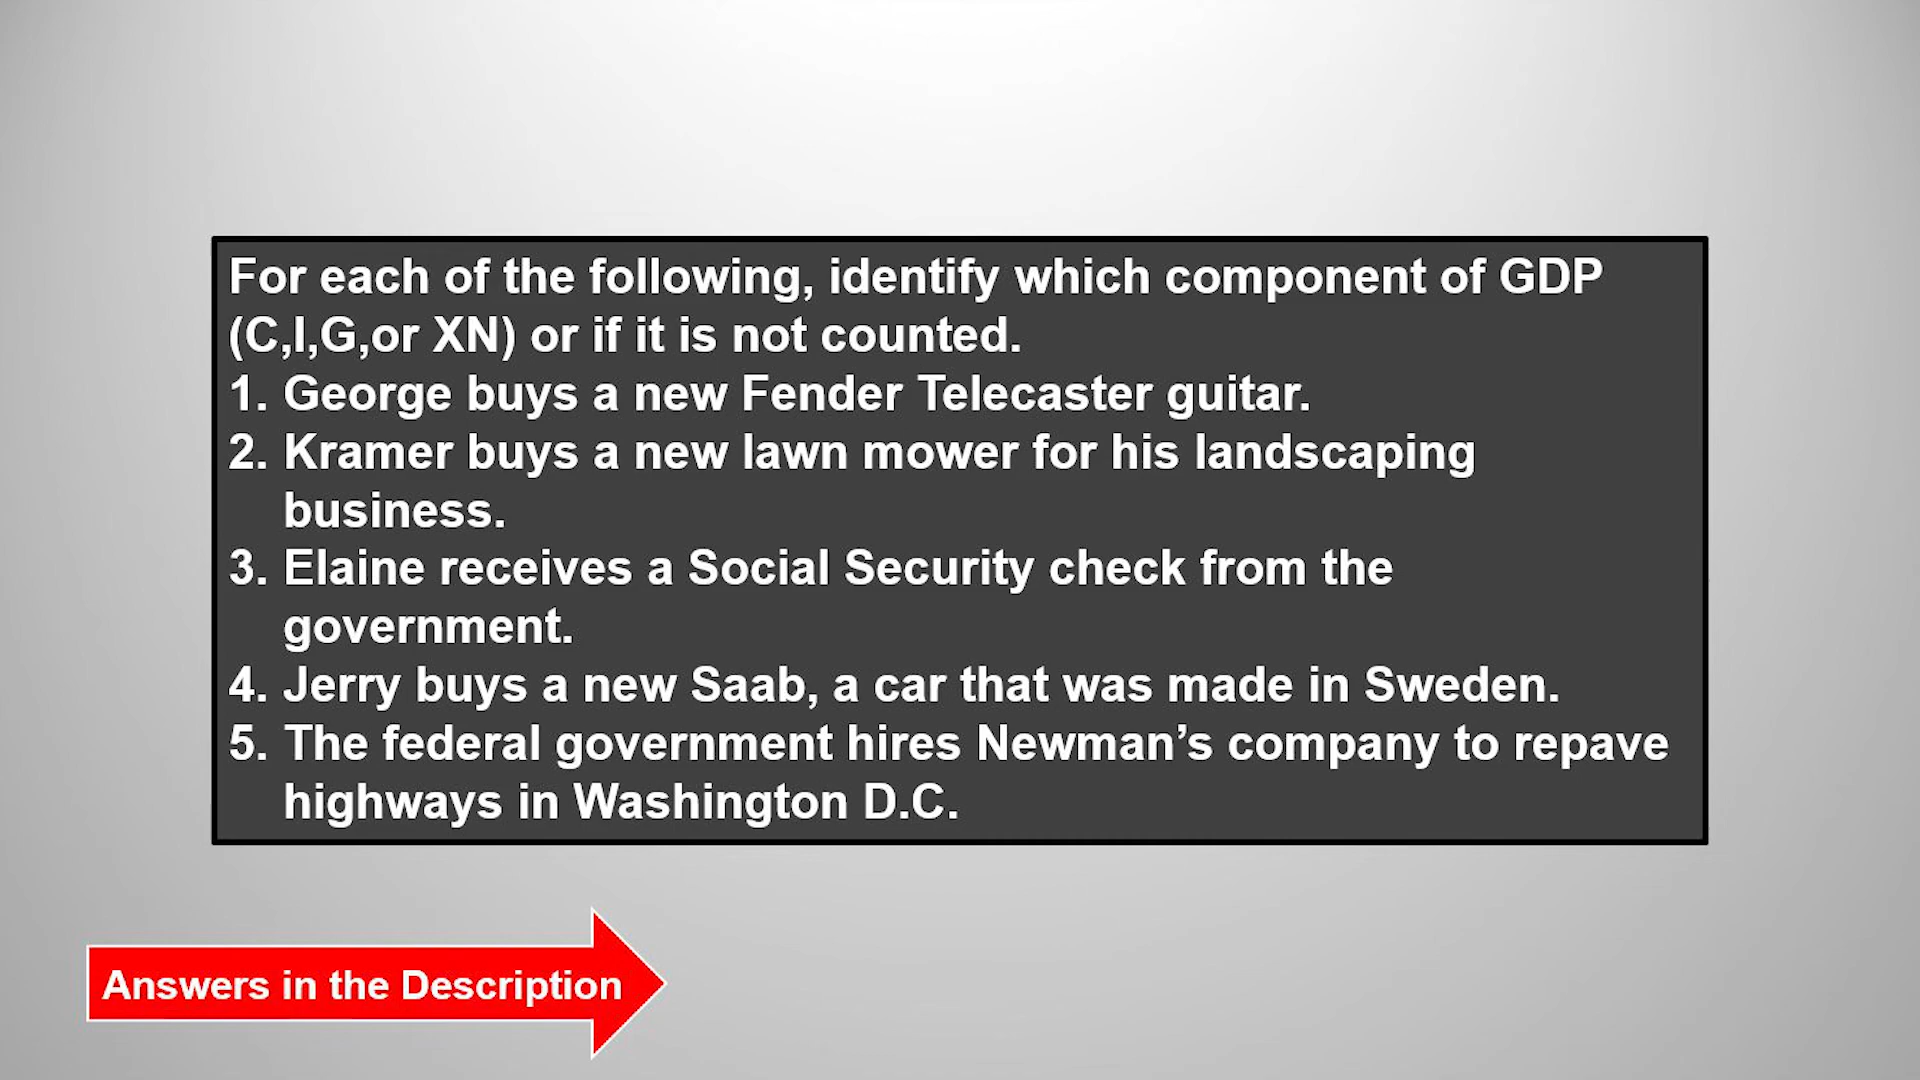 For each of the following, identify which component of GDP
(C,I,G,or XN) or if it is not counted.
1. George buys a new Fender Telecaster guitar.
2. Kramer buys a new lawn mower for his landscaping
business.
3. Elaine receives a Social Security check from the
government.
4. Jerry buys a new Saab, a car that was made in Sweden.
5. The federal government hires Newman’s company to repave
highways in Washington D.C.
Answers in the Description